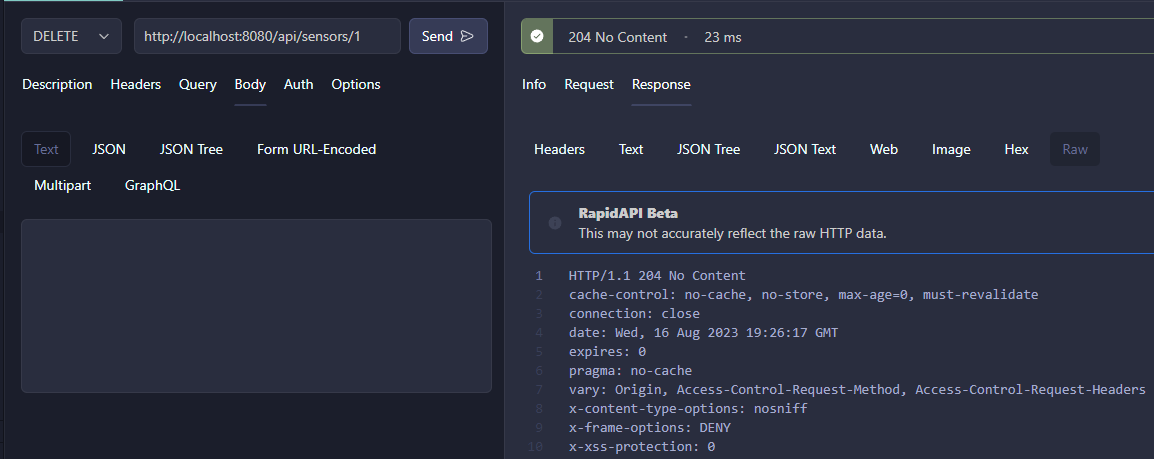 DELETE
http://localhost:8080/api/sensors/1
Send
Description Headers Query Body Auth Options
Text JSON JSON Tree Form URL-Encoded
Multipart GraphQL
204 No Content - 23 ms
Info Request Response
Headers Text JSON Tree JSON Text Web Image Hex Raw
RapidAPI Beta
This may not accurately reflect the raw HTTP data.
1 HTTP/1.1 204 No Content
2 cache-control: no-cache, no-store, max-age=0, must-revalidate
3 connection: close
4 date: Wed, 16 Aug 2023 19:26:17 GMT
5 expires: 0
6 pragma: no-cache
7 vary: Origin, Access-Control-Request-Method, Access-Control-Request-Headers
8 x-content-type-options: nosniff
9 x-frame-options: DENY
10 x-xss-protection: 0